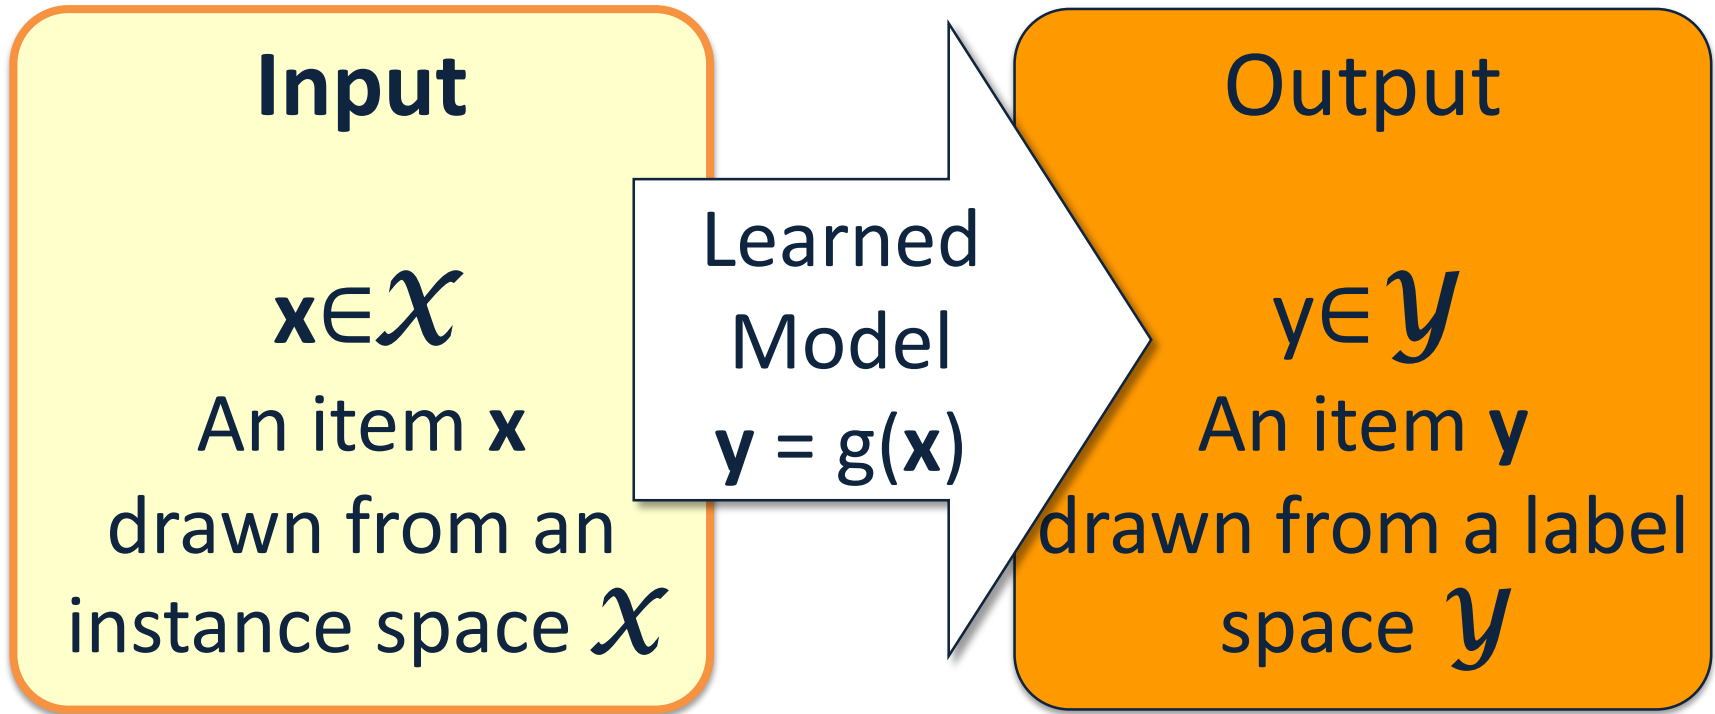 Input
x∈𝒳
An item x
drawn from an
instance space 𝒳
Learned
Model
y = g(x)
Output
y∈𝒴
An item y
drawn from a label
space 𝒴